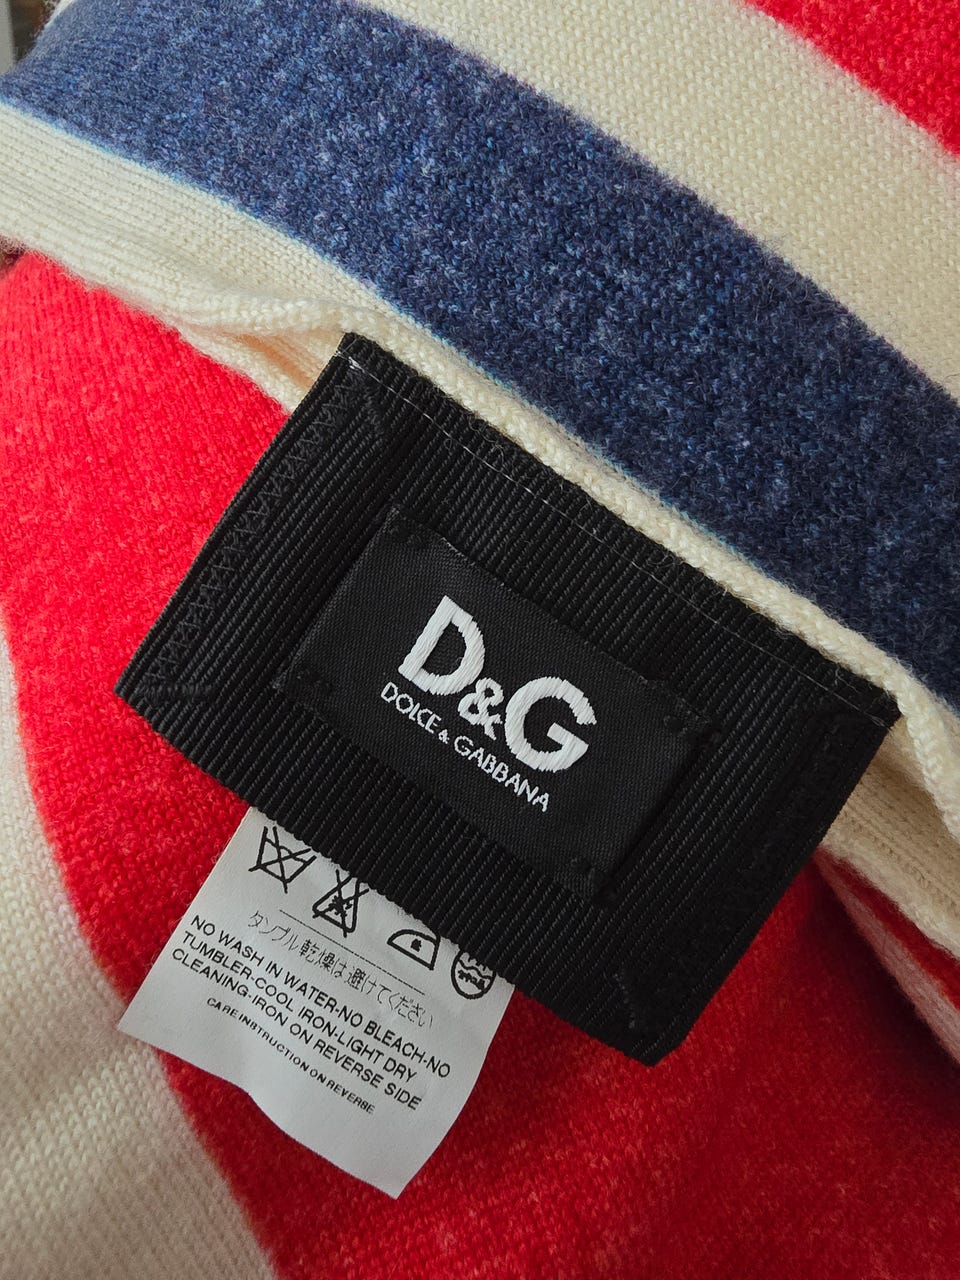 D&G
DOLCE & GABBANA
タンブル乾燥は避けてください
NO WASH IN WATER-NO BLEACH-NO
TUMBLER-COOL IRON-LIGHT DRY
CLEANING-IRON ON REVERSE SIDE
CARE INSTRUCTION ON REVERSE